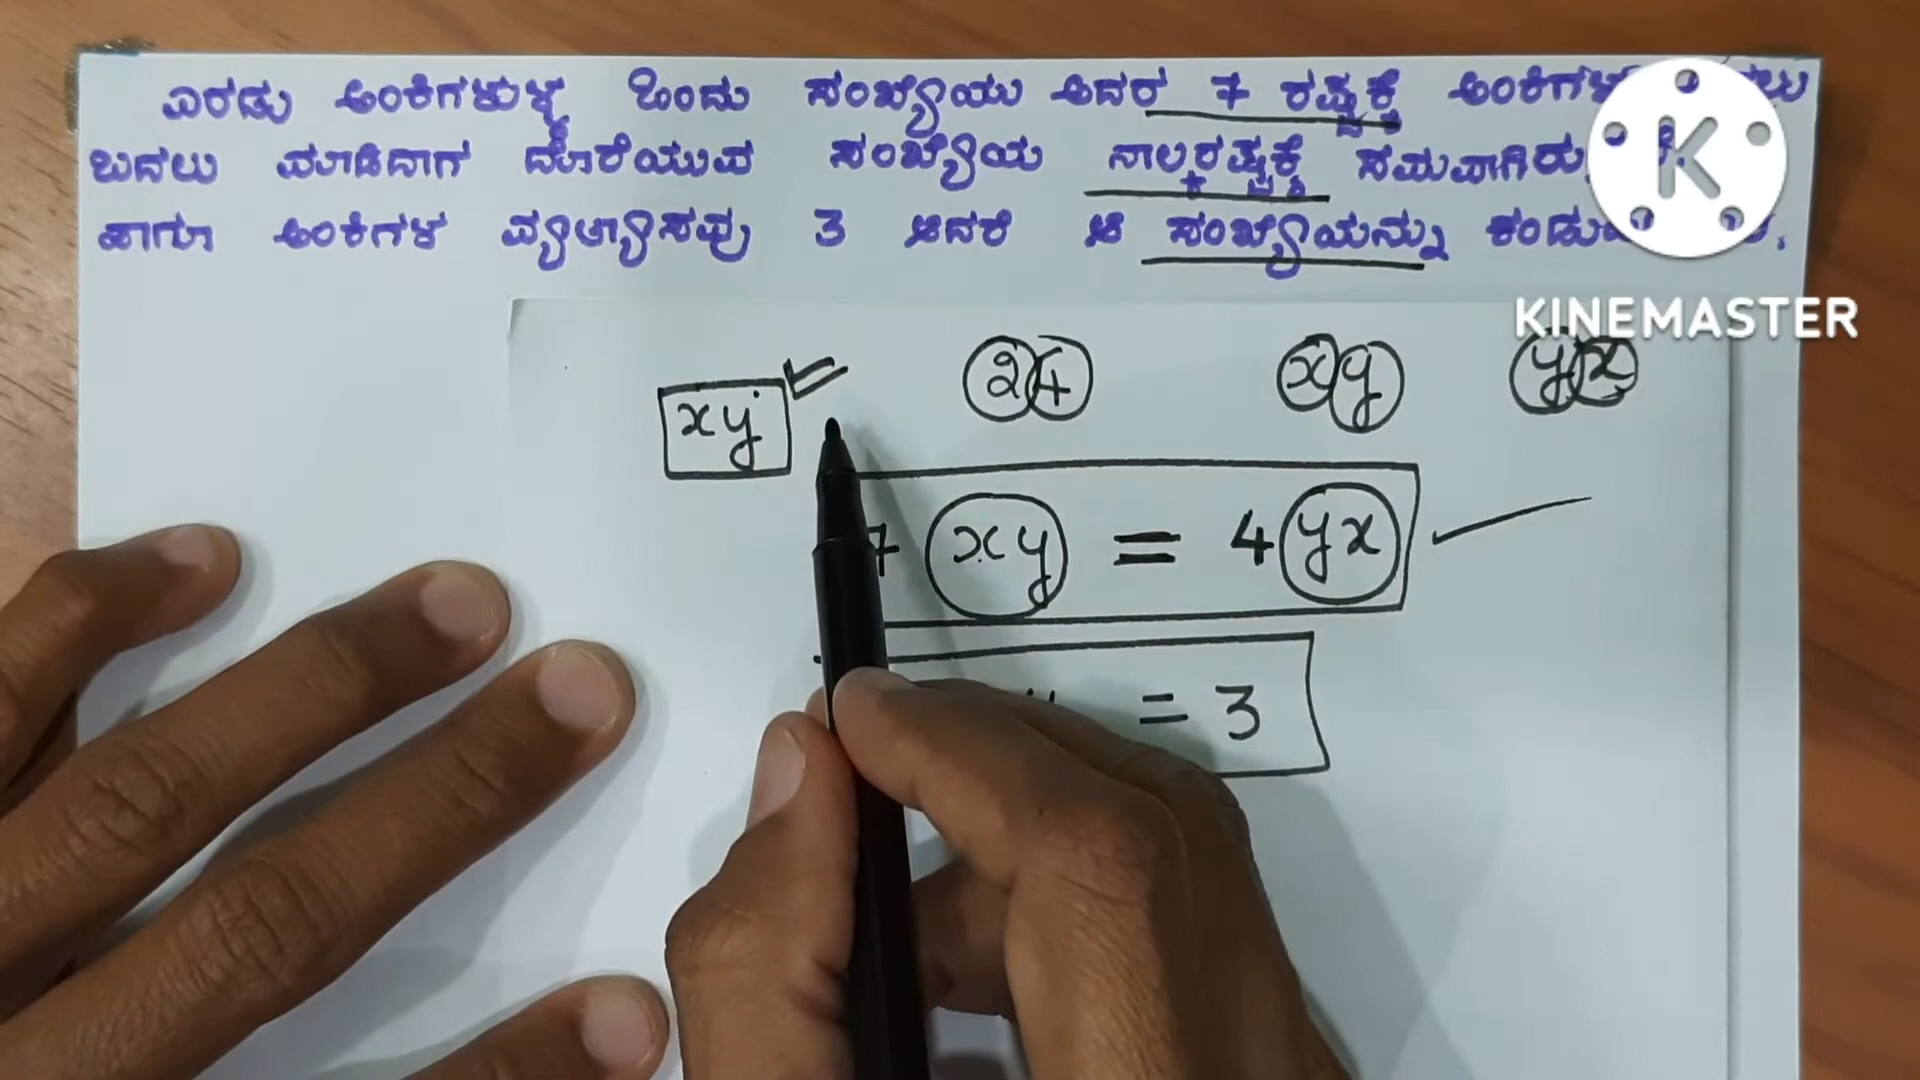 ಎರಡು ಅಂಕಿಗಳುಳ್ಳ ಒಂದು ಸಂಖ್ಯೆಯು ಅದರ 7 ರಷ್ಟಕ್ಕೆ ಅಂಕಿಗಳ
ಬದಲು ಮಾಡಿದಾಗ ದೊರೆಯುವ ಸಂಖ್ಯೆಯ ನಾಲ್ಕರಷ್ಟಕ್ಕೆ
ಹಾಗೂ ಅಂಕಿಗಳ ವ್ಯತ್ಯಾಸವು 3 ಆದರೆ ಆ ಸಂಖ್ಯೆಯನ್ನು
K
KINEMASTER
xy = 24 xy yx
7 xy = 4 yx
= 3